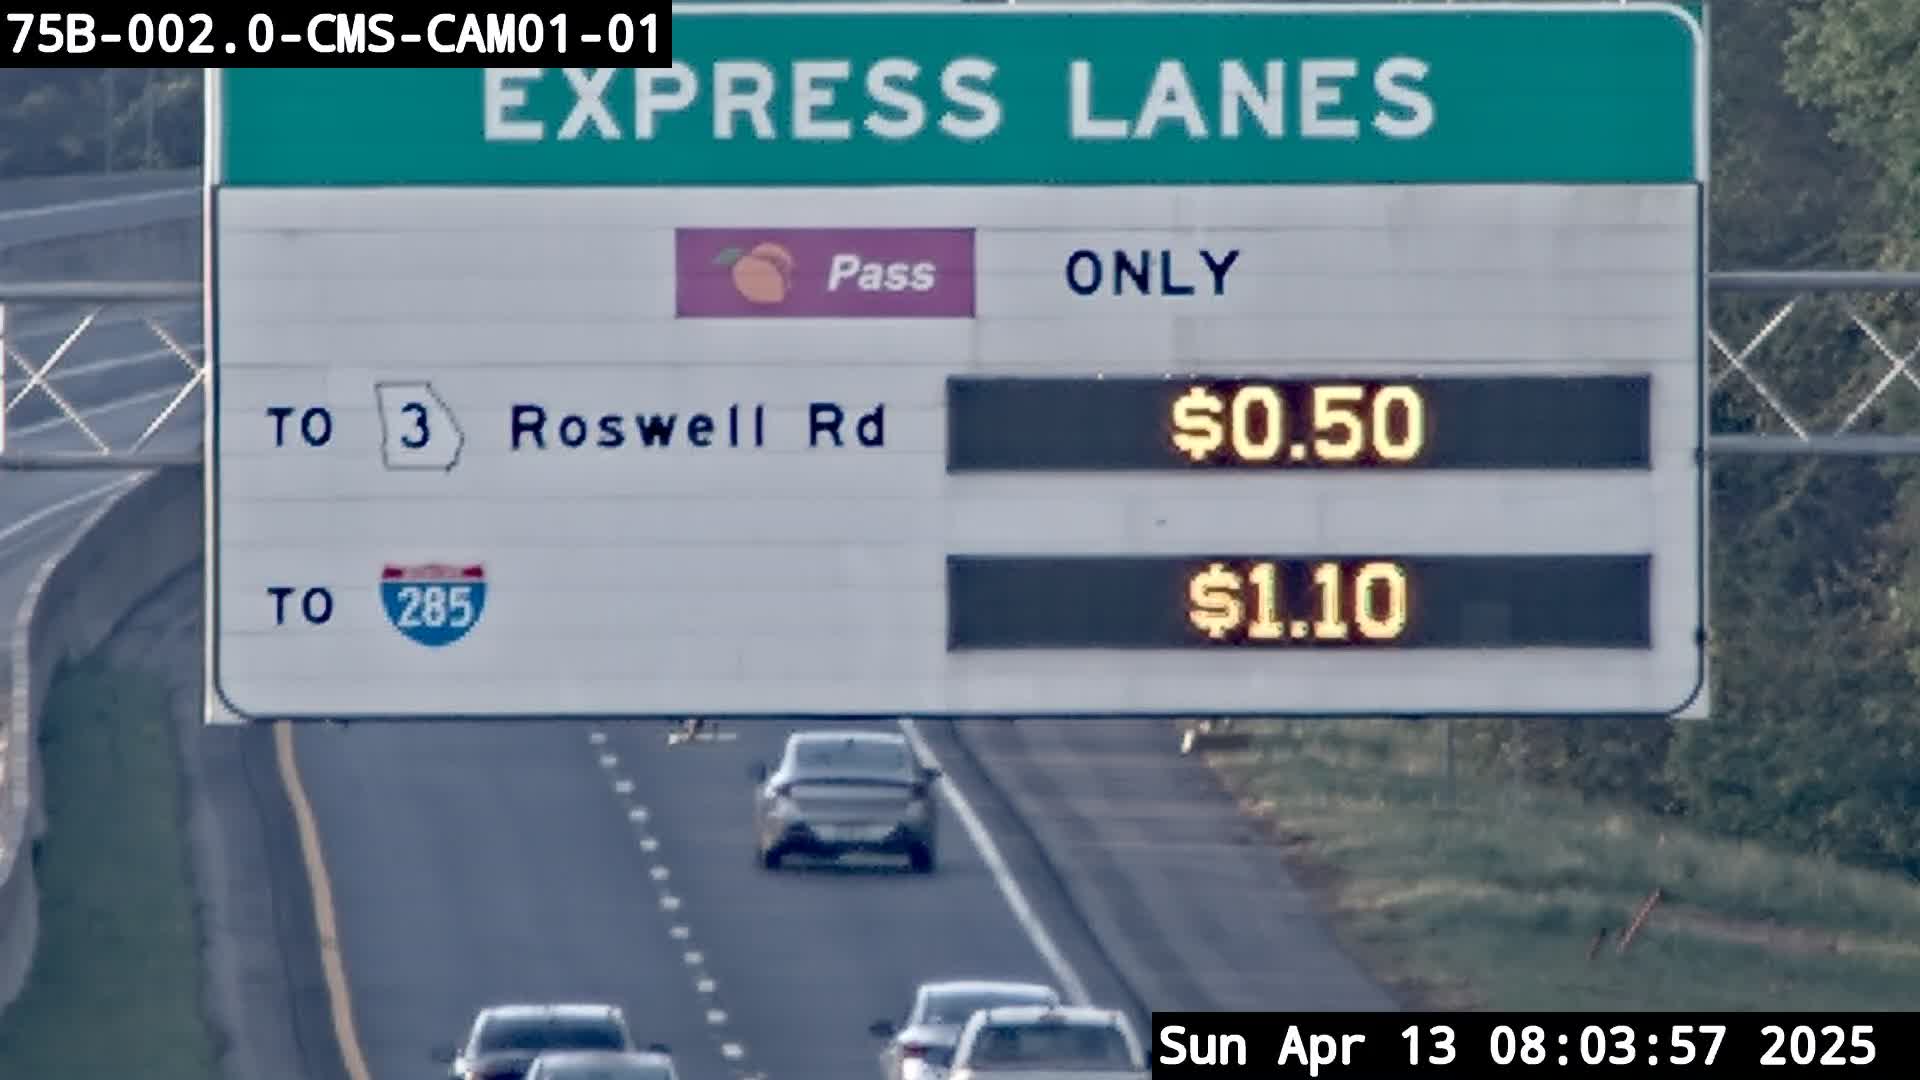 75B-002.0-CMS-CAM01-01
EXPRESS LANES
Pass ONLY
TO 3 Roswell Rd $0.50
TO 285 $1.10
Sun Apr 13 08:03:57 2025